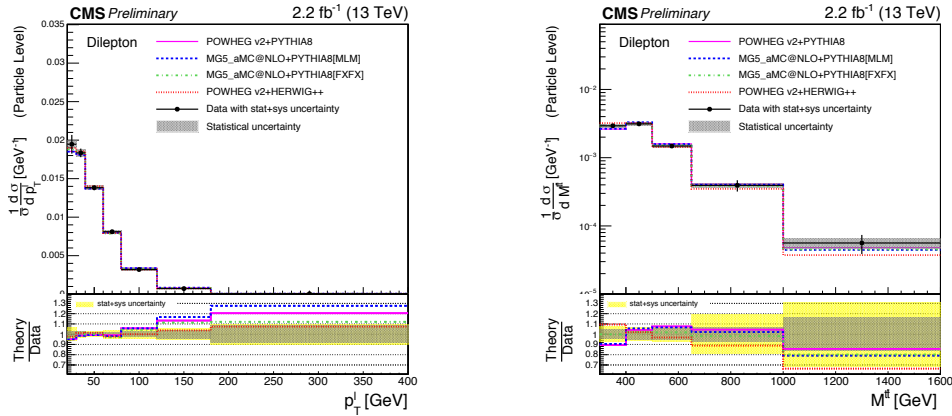 CMS Preliminary 2.2 fb⁻¹ (13 TeV)
Dilepton
POWHEG v2+PYTHIA8
MG5_aMC@NLO+PYTHIA8[MLM]
MG5_aMC@NLO+PYTHIA8[FXFX]
POWHEG v2+HERWIG++
Data with stat+sys uncertainty
Statistical uncertainty
1/σ dσ/dp_T^l [GeV⁻¹] (Particle Level)
0.035
0.03
0.025
0.02
0.015
0.01
0.005
0
stat+sys uncertainty
Theory
Data
1.3
1.2
1.1
1
0.9
0.8
0.7
50 100 150 200 250 300 350 400
p_T^l [GeV]
CMS Preliminary 2.2 fb⁻¹ (13 TeV)
Dilepton
POWHEG v2+PYTHIA8
MG5_aMC@NLO+PYTHIA8[MLM]
MG5_aMC@NLO+PYTHIA8[FXFX]
POWHEG v2+HERWIG++
Data with stat+sys uncertainty
Statistical uncertainty
1/σ dσ/dM^tt̄ [GeV⁻¹] (Particle Level)
10⁻²
10⁻³
10⁻⁴
10⁻⁵
stat+sys uncertainty
Theory
Data
1.3
1.2
1.1
1
0.9
0.8
0.7
400 600 800 1000 1200 1400 1600
M^tt̄ [GeV]